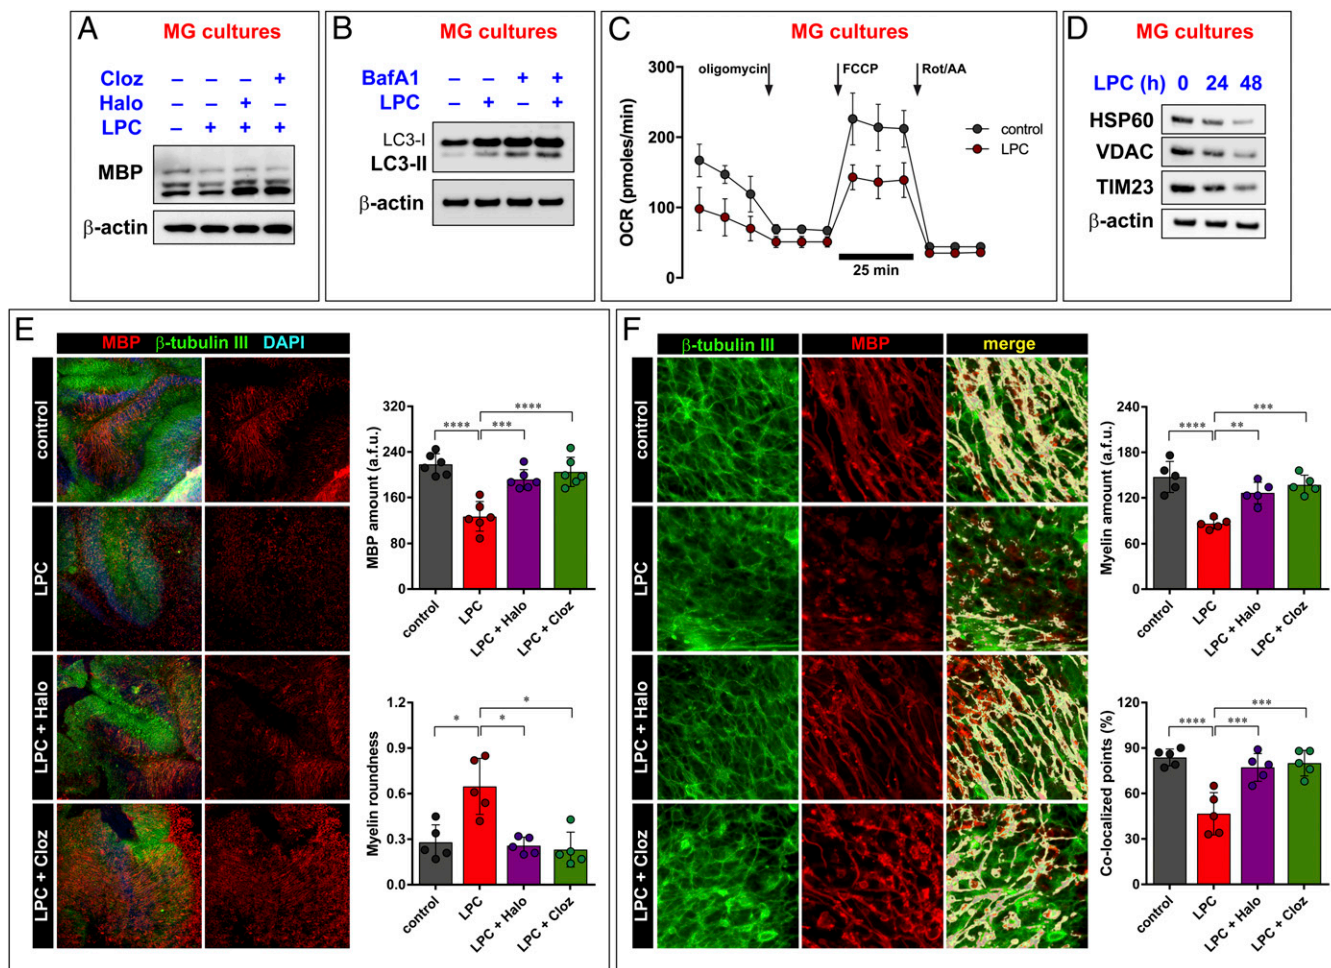 A
MG cultures
Cloz – – – +
Halo – – + –
LPC – + + +
MBP
β-actin
B
MG cultures
BafA1 – – + +
LPC – + – +
LC3-I
LC3-II
β-actin
C
MG cultures
oligomycin
FCCP
Rot/AA
OCR (pmoles/min)
300
200
100
0
control
LPC
25 min
D
MG cultures
LPC (h) 0 24 48
HSP60
VDAC
TIM23
β-actin
E
MBP β-tubulin III DAPI
control
LPC
LPC + Halo
LPC + Cloz
MBP amount (a.f.u.)
320
240
160
80
0
****
**** ***
control
LPC
LPC + Halo
LPC + Cloz
Myelin roundness
1.2
0.9
0.6
0.3
0.0
*
* *
control
LPC
LPC + Halo
LPC + Cloz
F
β-tubulin III MBP merge
control
LPC
LPC + Halo
LPC + Cloz
Myelin amount (a.f.u.)
240
180
120
60
0
***
**** **
control
LPC
LPC + Halo
LPC + Cloz
Co-localized points (%)
120
90
60
30
0
***
**** ***
control
LPC
LPC + Halo
LPC + Cloz